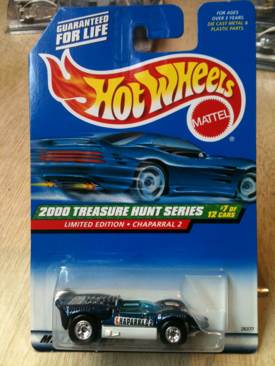 GUARANTEED
FOR LIFE
FOR AGES
OVER 3 YEARS
DIE CAST METAL &
PLASTIC PARTS
Hot Wheels
MATTEL
2000 TREASURE HUNT SERIES
#7 OF
12 CARS
LIMITED EDITION • CHAPARRAL 2
CHAPARRAL